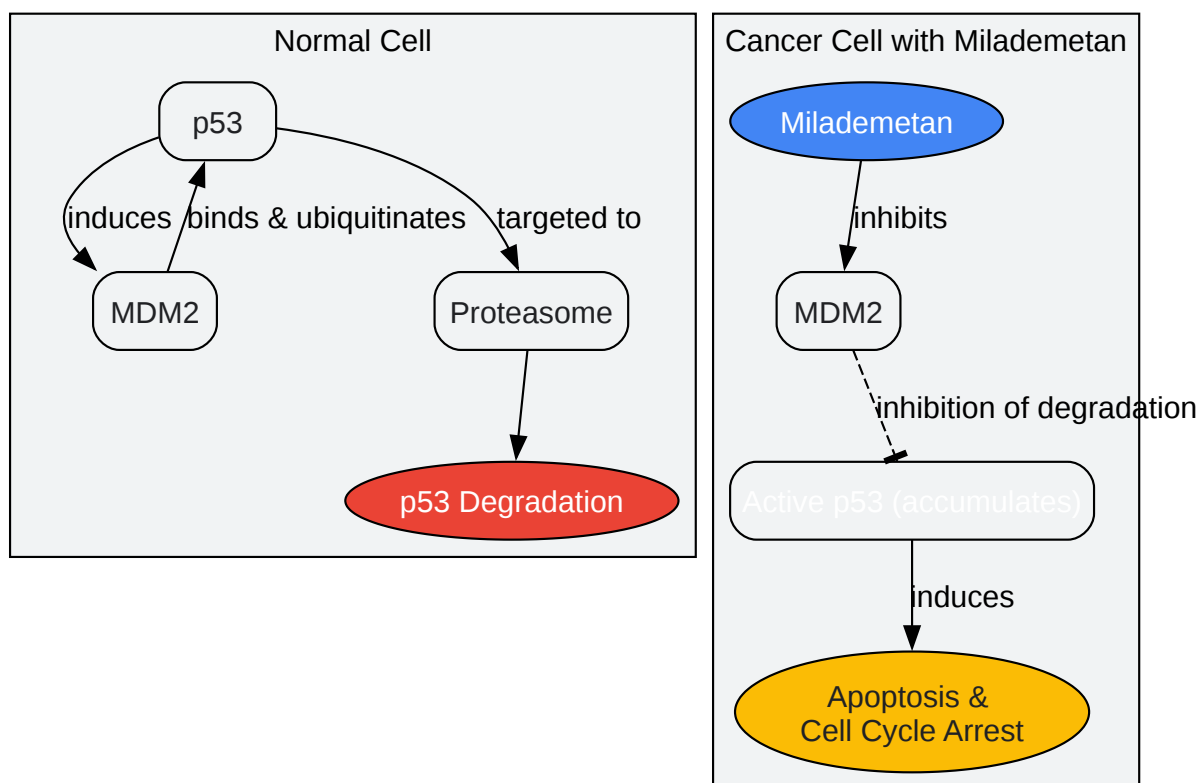 Normal Cell
p53
induces
binds & ubiquitinates
targeted to
MDM2
Proteasome
p53 Degradation
Cancer Cell with Milademetan
Milademetan
inhibits
MDM2
inhibition of degradation
Active p53 (accumulates)
induces
Apoptosis &
Cell Cycle Arrest